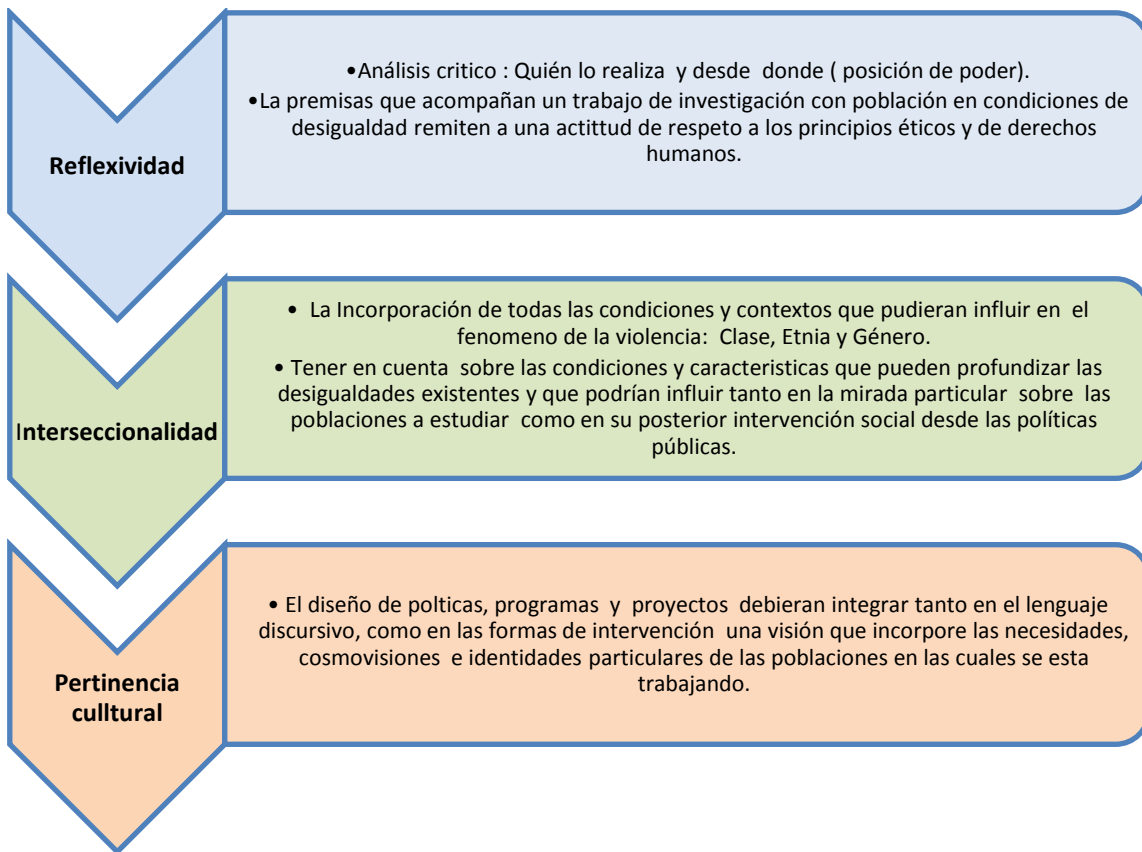 Reflexividad
•Análisis critico : Quién lo realiza y desde donde ( posición de poder).
•La premisas que acompañan un trabajo de investigación con población en condiciones de
desigualdad remiten a una actittud de respeto a los principios éticos y de derechos
humanos.
Interseccionalidad
• La Incorporación de todas las condiciones y contextos que pudieran influir en el
fenomeno de la violencia: Clase, Etnia y Género.
• Tener en cuenta sobre las condiciones y caracteristicas que pueden profundizar las
desigualdades existentes y que podrían influir tanto en la mirada particular sobre las
poblaciones a estudiar como en su posterior intervención social desde las políticas
públicas.
Pertinencia
culltural
• El diseño de polticas, programas y proyectos debieran integrar tanto en el lenguaje
discursivo, como en las formas de intervención una visión que incorpore las necesidades,
cosmovisiones e identidades particulares de las poblaciones en las cuales se esta
trabajando.